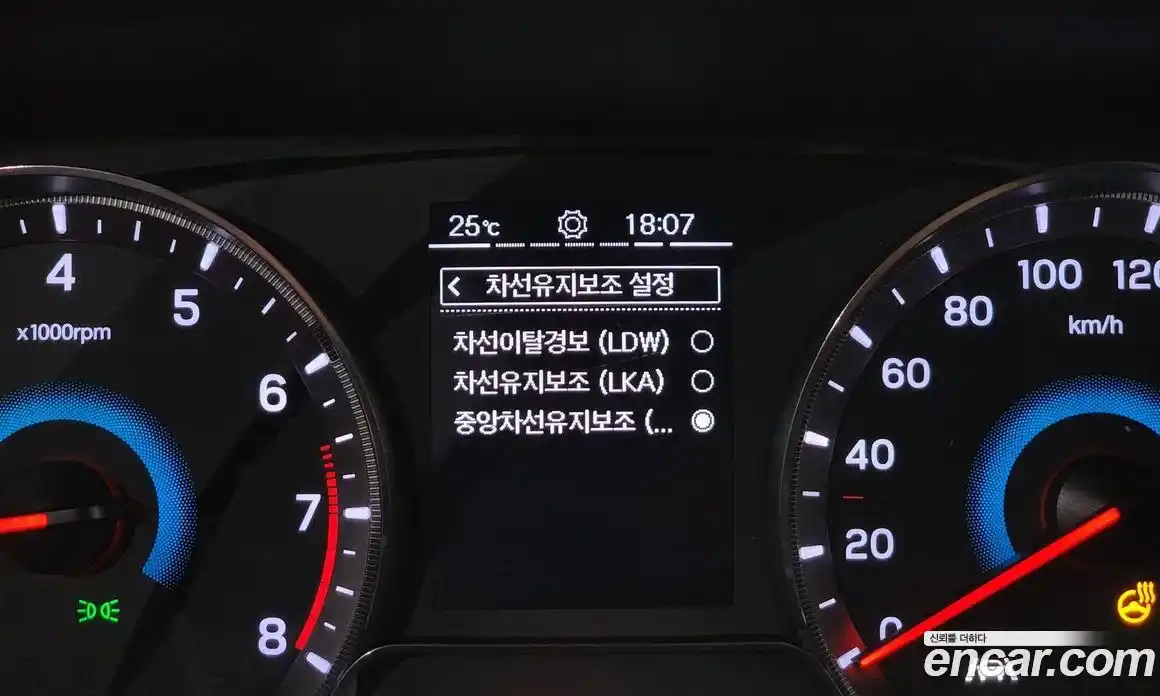 25℃ 18:07
< 차선유지보조 설정
차선이탈경보 (LDW)
차선유지보조 (LKA)
중앙차선유지보조 (...
4
5
x1000rpm
6
7
8
100
120
80
km/h
60
40
20
0
신뢰를 더하다
encar.com